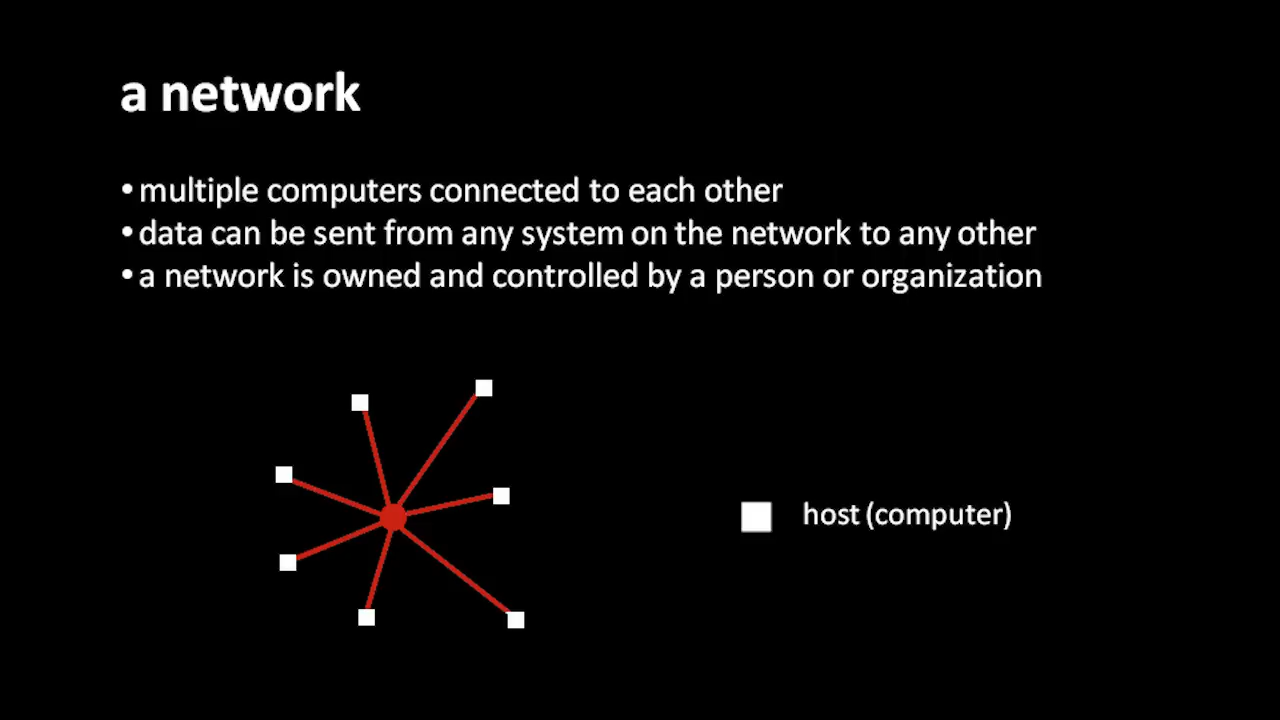 a network
• multiple computers connected to each other
• data can be sent from any system on the network to any other
• a network is owned and controlled by a person or organization
host (computer)